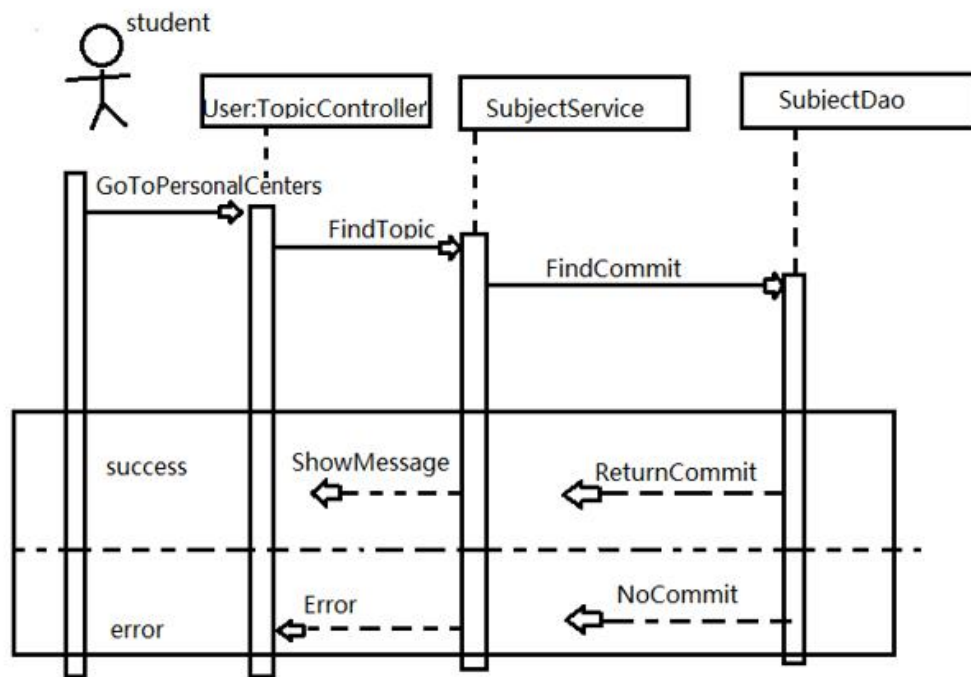 student
User:TopicController
SubjectService
SubjectDao
GoToPersonalCenters
FindTopic
FindCommit
success
ShowMessage
ReturnCommit
error
Error
NoCommit